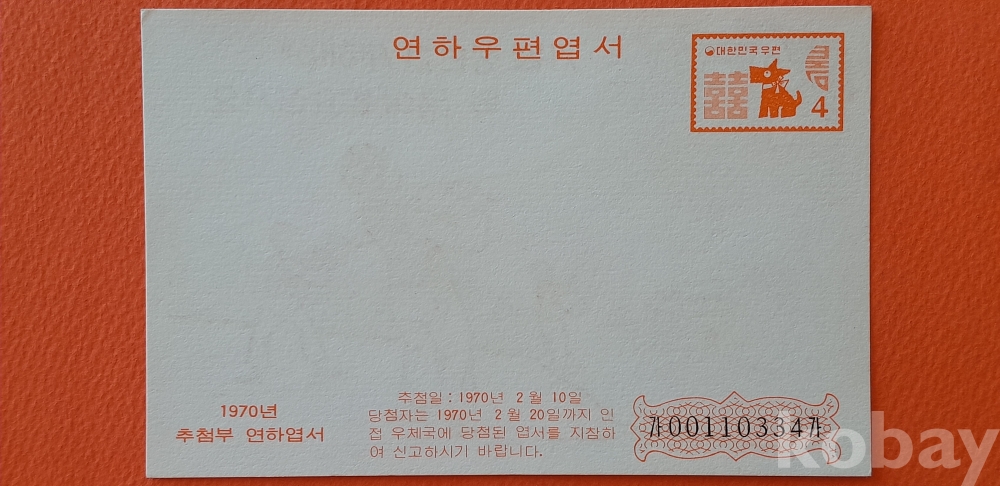 연하우편엽서
대한민국우편
囍
4
1970년
추첨부 연하엽서
추첨일 : 1970년 2월 10일
당첨자는 1970년 2월 20일까지 인
접 우체국에 당첨된 엽서를 지참하
여 신고하시기 바랍니다.
가001103347가
kobay